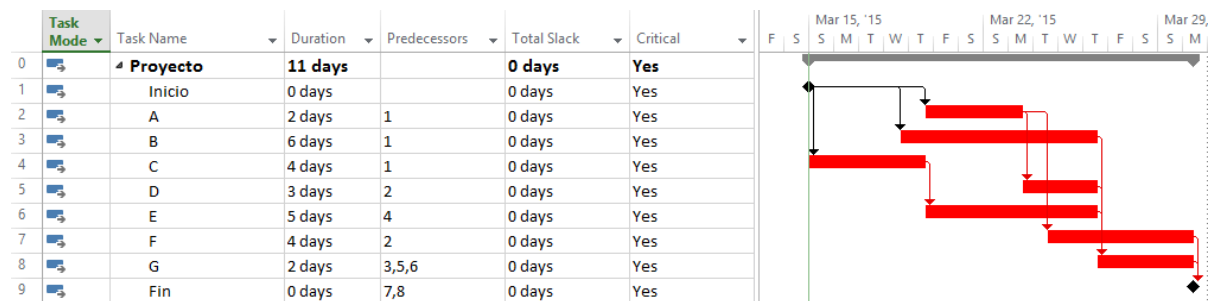 Task Mode Task Name Duration Predecessors Total Slack Critical Mar 15, '15 Mar 22, '15 Mar 29,
F S S M T W T F S S M T W T F S S M
0 Proyecto 11 days 0 days Yes
1 Inicio 0 days 0 days Yes
2 A 2 days 1 0 days Yes
3 B 6 days 1 0 days Yes
4 C 4 days 1 0 days Yes
5 D 3 days 2 0 days Yes
6 E 5 days 4 0 days Yes
7 F 4 days 2 0 days Yes
8 G 2 days 3,5,6 0 days Yes
9 Fin 0 days 7,8 0 days Yes